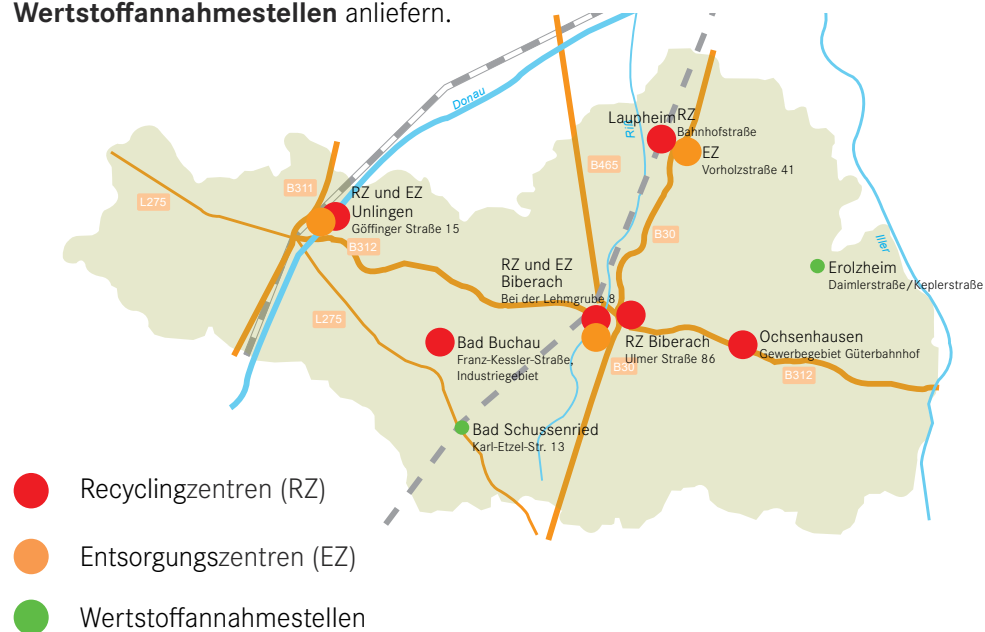 Wertstoffannahmestellen anliefern.
Donau
Riß
Laupheim RZ
Bahnhofstraße
EZ
Vorholzstraße 41
B465
L275
B311
RZ und EZ
Unlingen
Göffinger Straße 15
B312
B30
Iller
RZ und EZ
Biberach
Bei der Lehmgrube 8
Erolzheim
Daimlerstraße/Keplerstraße
L275
Bad Buchau
Franz-Kessler-Straße,
Industriegebiet
RZ Biberach
Ulmer Straße 86
B30
Ochsenhausen
Gewerbegebiet Güterbahnhof
B312
Bad Schussenried
Karl-Etzel-Str. 13
Recyclingzentren (RZ)
Entsorgungszentren (EZ)
Wertstoffannahmestellen